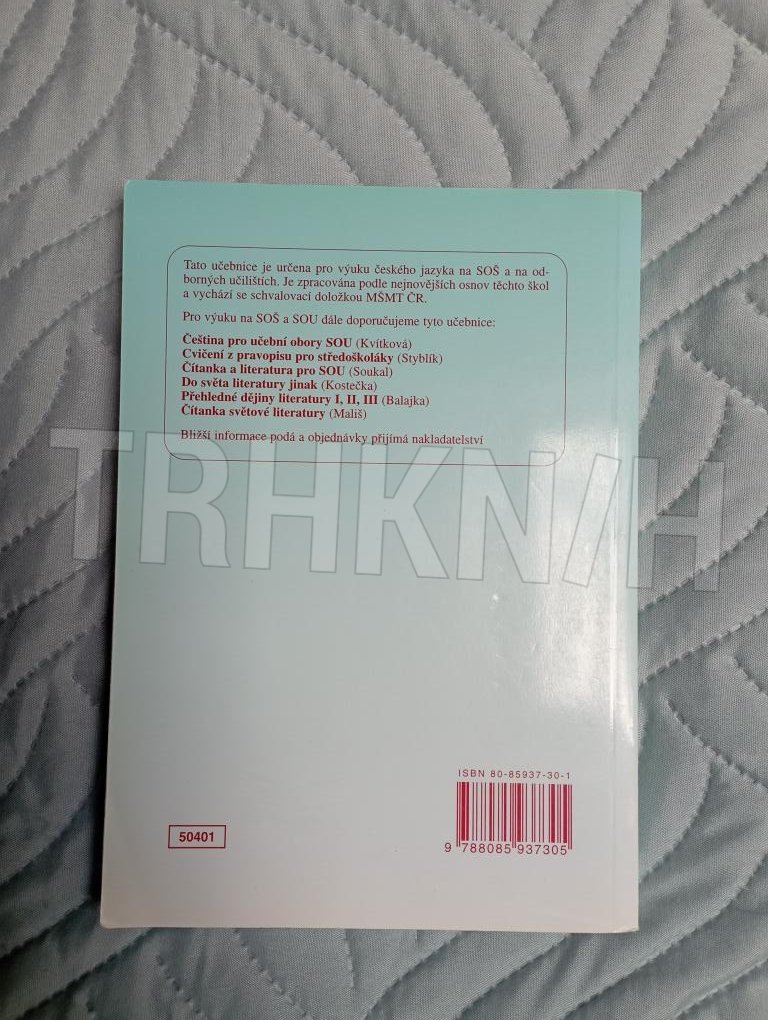 Tato učebnice je určena pro výuku českého jazyka na SOŠ a na od-
borných učilištích. Je zpracována podle nejnovějších osnov těchto škol
a vychází se schvalovací doložkou MŠMT ČR.
Pro výuku na SOŠ a SOU dále doporučujeme tyto učebnice:
Čeština pro učební obory SOU (Kvítková)
Cvičení z pravopisu pro středoškoláky (Styblík)
Čítanka a literatura pro SOU (Soukal)
Do světa literatury jinak (Kostečka)
Přehledné dějiny literatury I, II, III (Balajka)
Čítanka světové literatury (Mališ)
Bližší informace podá a objednávky přijímá nakladatelství
TRHKN/H
ISBN 80-85937-30-1
50401
9 788085 937305